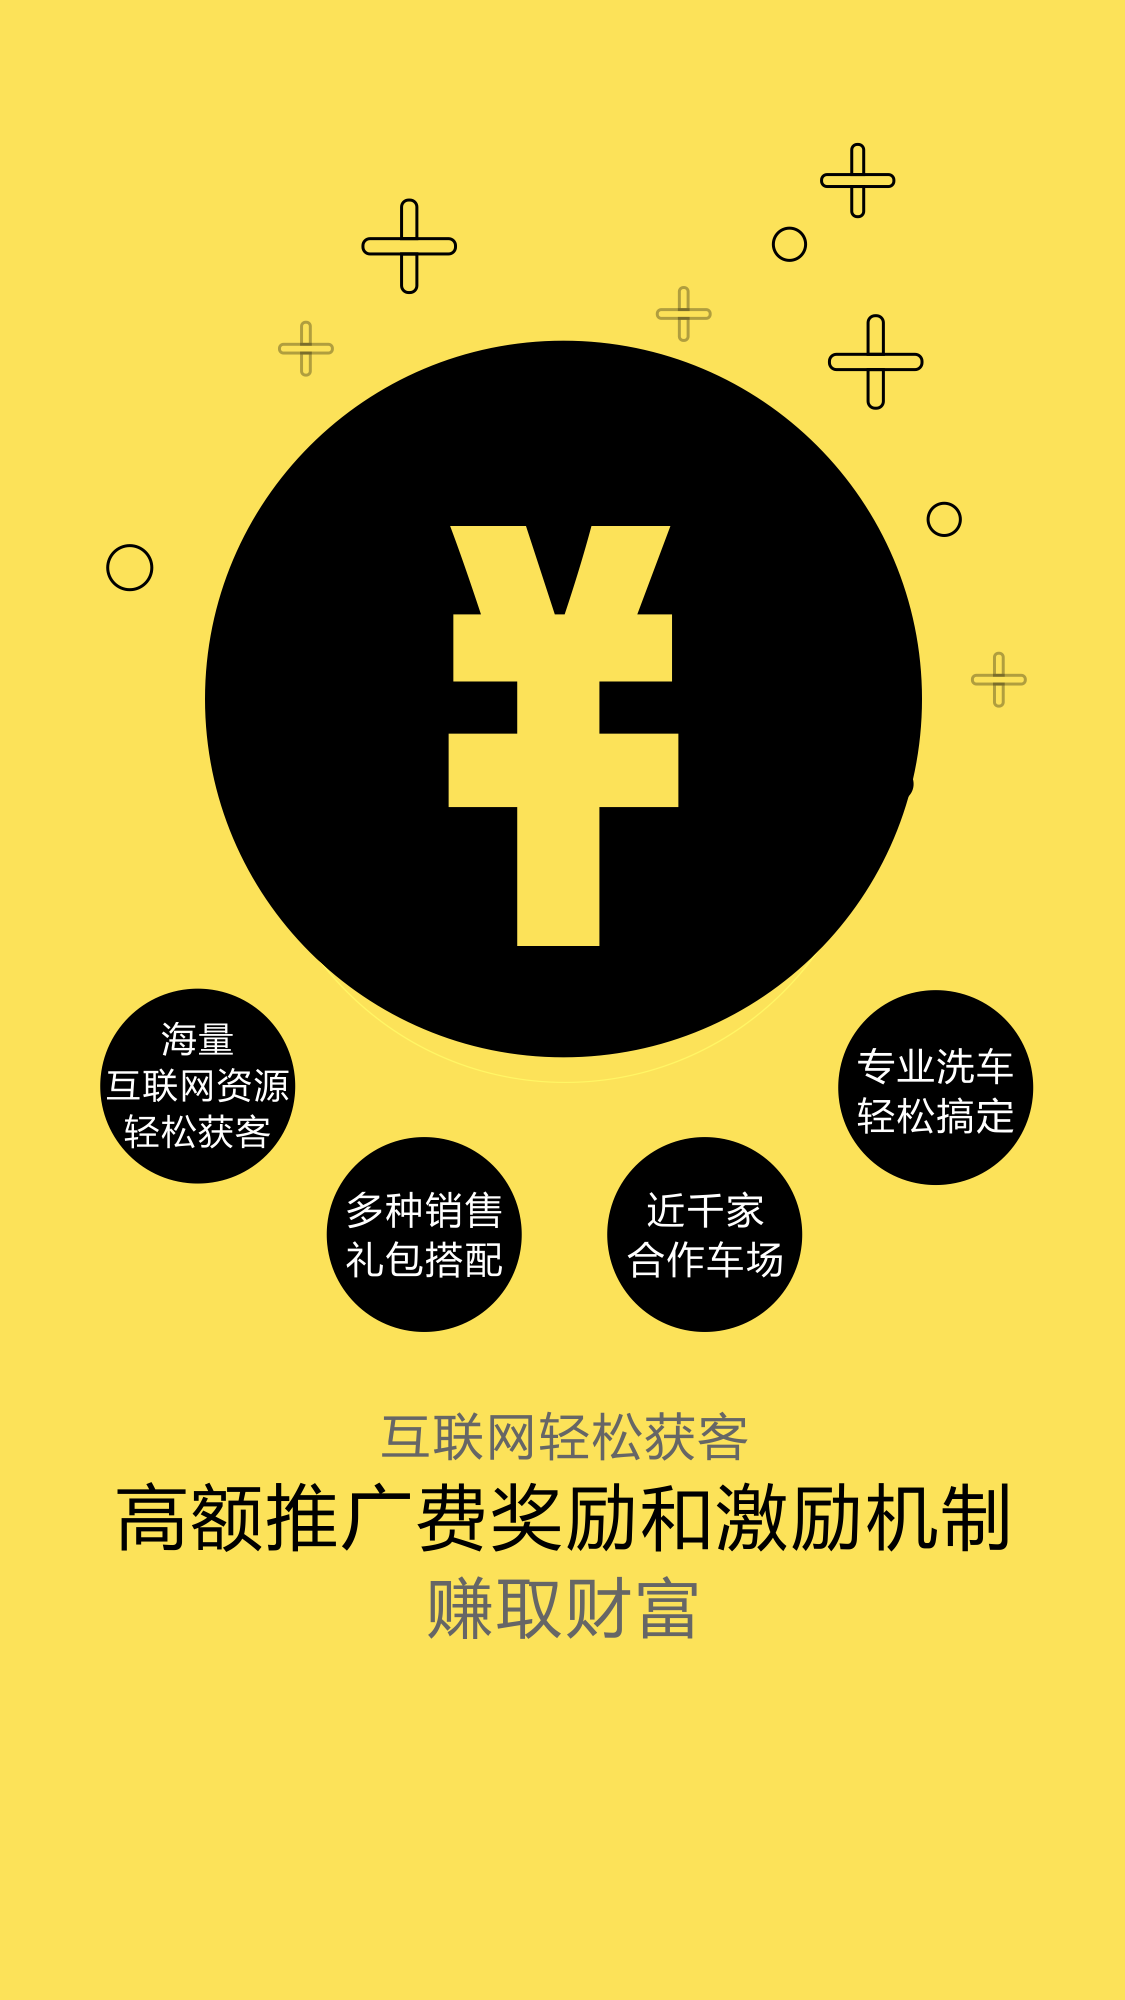 ¥
海量
互联网资源
轻松获客
多种销售
礼包搭配
近千家
合作车场
专业洗车
轻松搞定
互联网轻松获客
高额推广费奖励和激励机制
赚取财富